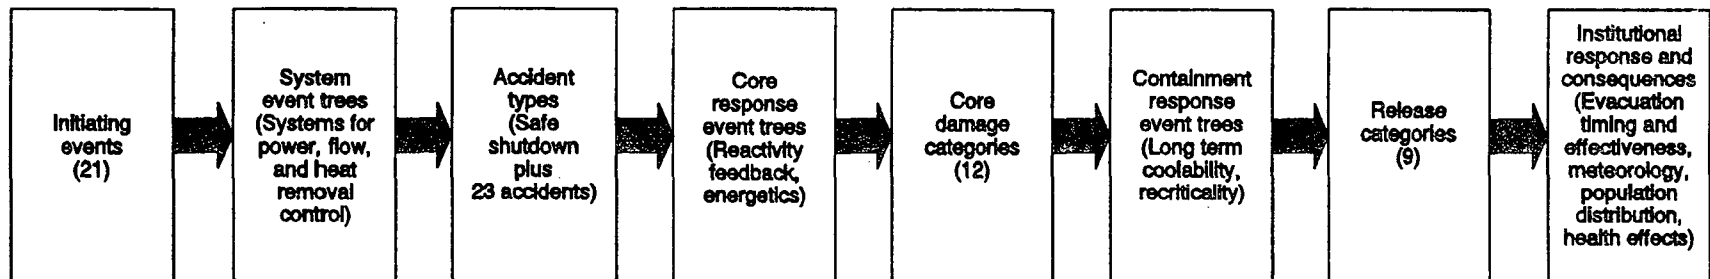 Initiating
events
(21)
System
event trees
(Systems for
power, flow,
and heat
removal
control)
Accident
types
(Safe
shutdown
plus
23 accidents)
Core
response
event trees
(Reactivity
feedback,
energetics)
Core
damage
categories
(12)
Containment
response
event trees
(Long term
coolability,
recriticality)
Release
categories
(9)
Institutional
response and
consequences
(Evacuation
timing and
effectiveness,
meteorology,
population
distribution,
health effects)